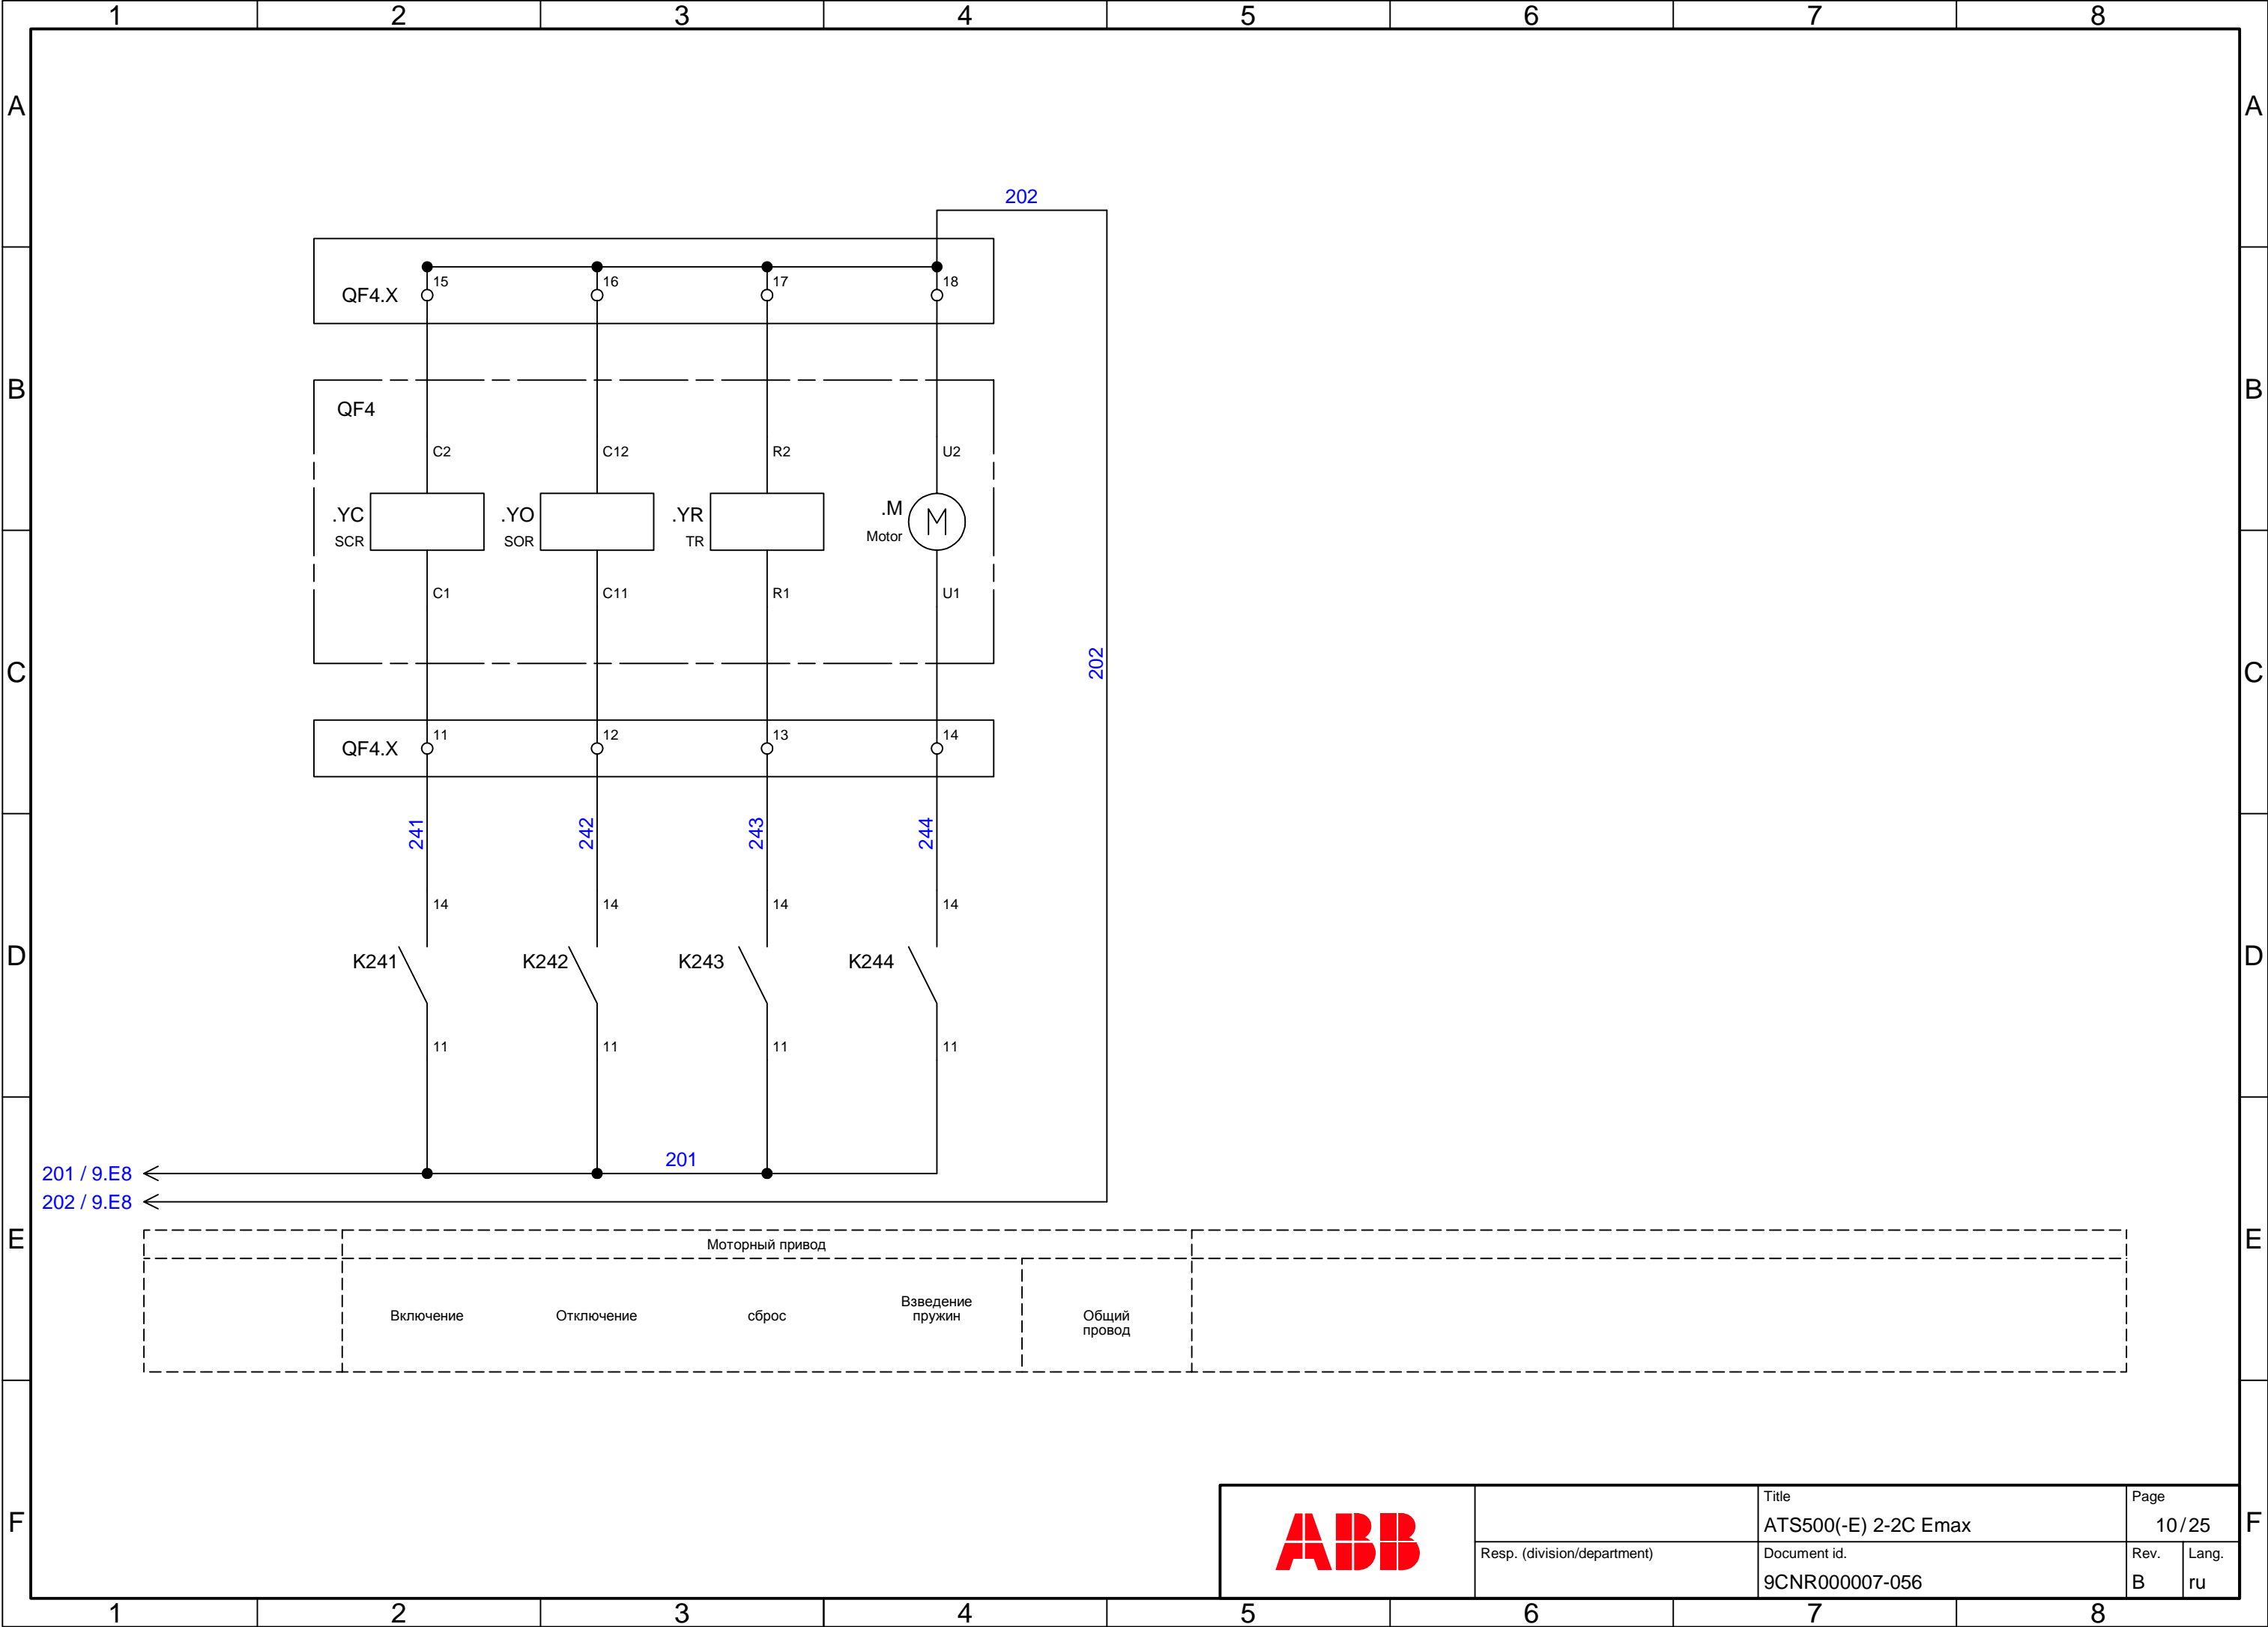 1 2 3 4 5 6 7 8
A A
202
QF4.X 15 16 17 18
B B
QF4
C2 C12 R2 U2
.YC .YO .YR .M M
SCR SOR TR Motor
C1 C11 R1 U1
C C
202
QF4.X 11 12 13 14
241 242 243 244
14 14 14 14
D D
K241 K242 K243 K244
11 11 11 11
201
201 / 9.E8
202 / 9.E8
E E
Моторный привод
Включение Отключение сброс Взведение
пружин
Общий
провод
F F
ABB
Title
ATS500(-E) 2-2C Emax
Page
10/25
Resp. (division/department)
Document id.
9CNR000007-056
Rev.
B
Lang.
ru
1 2 3 4 5 6 7 8